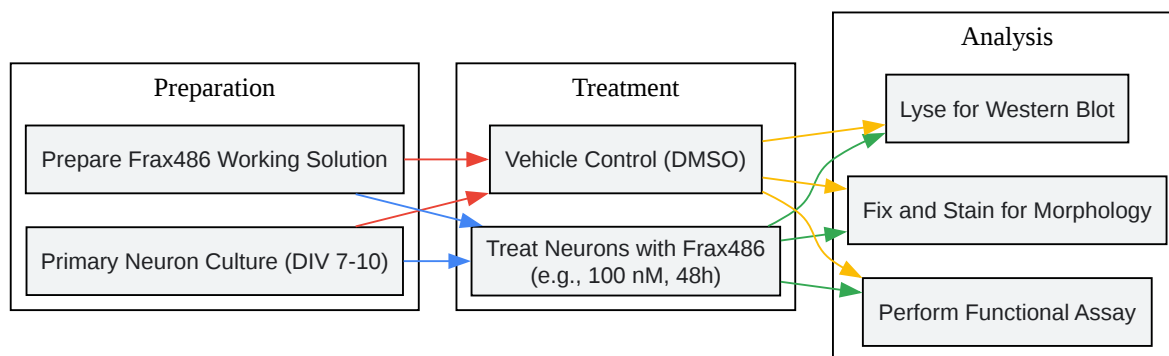 Preparation
Prepare Frax486 Working Solution
Primary Neuron Culture (DIV 7-10)
Treatment
Vehicle Control (DMSO)
Treat Neurons with Frax486
(e.g., 100 nM, 48h)
Analysis
Lyse for Western Blot
Fix and Stain for Morphology
Perform Functional Assay